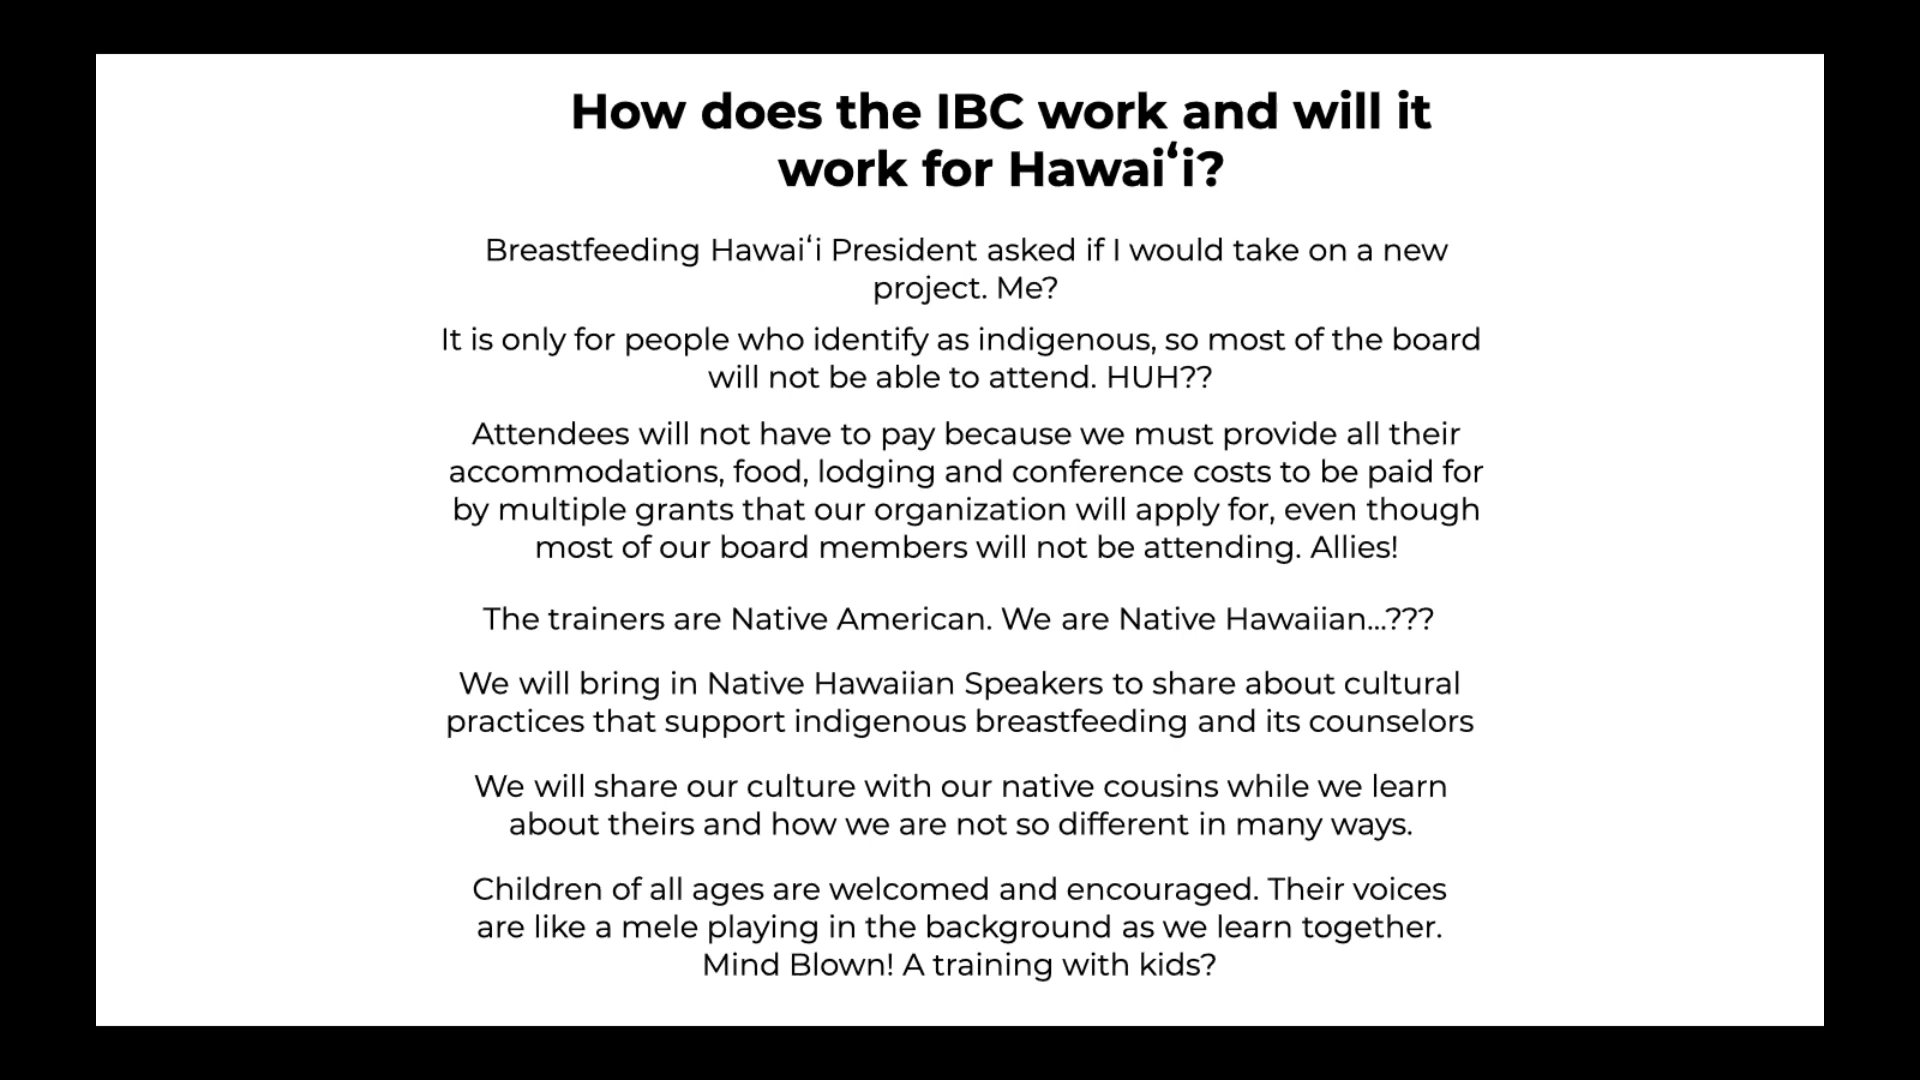 How does the IBC work and will it
work for Hawaiʻi?
Breastfeeding Hawaiʻi President asked if I would take on a new
project. Me?
It is only for people who identify as indigenous, so most of the board
will not be able to attend. HUH??
Attendees will not have to pay because we must provide all their
accommodations, food, lodging and conference costs to be paid for
by multiple grants that our organization will apply for, even though
most of our board members will not be attending. Allies!
The trainers are Native American. We are Native Hawaiian...???
We will bring in Native Hawaiian Speakers to share about cultural
practices that support indigenous breastfeeding and its counselors
We will share our culture with our native cousins while we learn
about theirs and how we are not so different in many ways.
Children of all ages are welcomed and encouraged. Their voices
are like a mele playing in the background as we learn together.
Mind Blown! A training with kids?